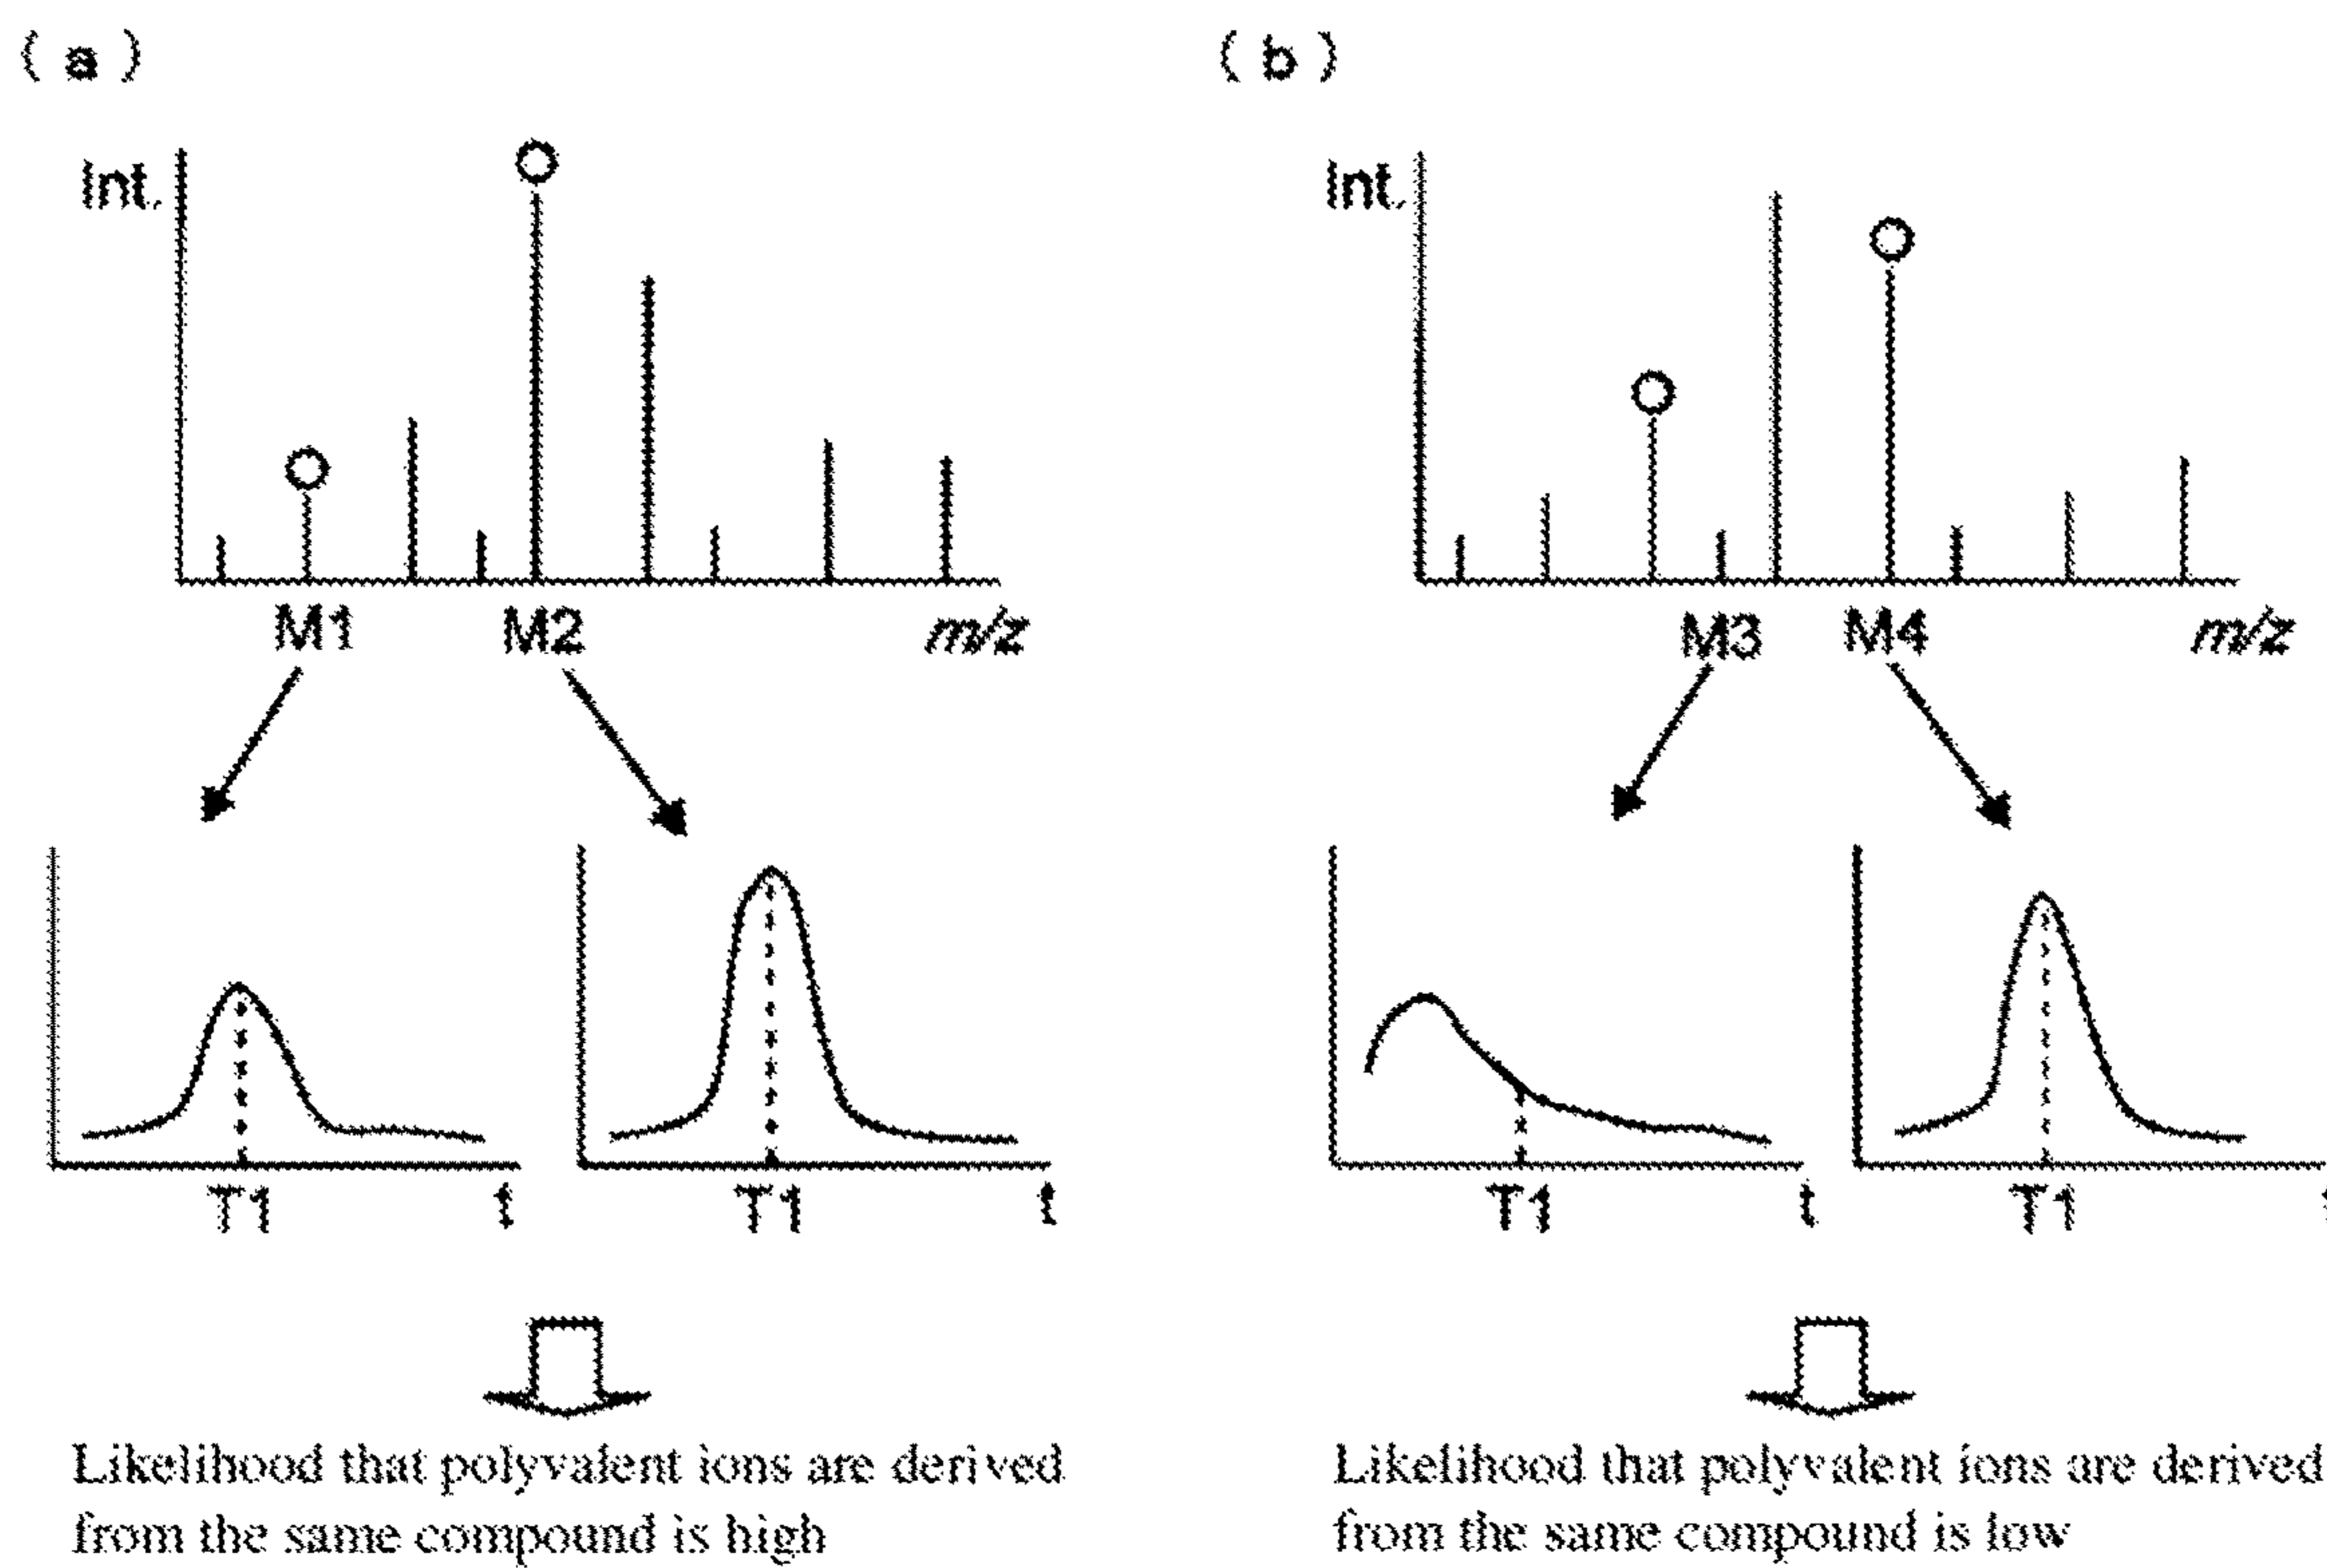 ( a )
Int.
M1 M2 m/z
T1 t T1 t
Likelihood that polyvalent ions are derived
from the same compound is high
( b )
Int.
M3 M4 m/z
T1 t T1
Likelihood that polyvalent ions are derived
from the same compound is low